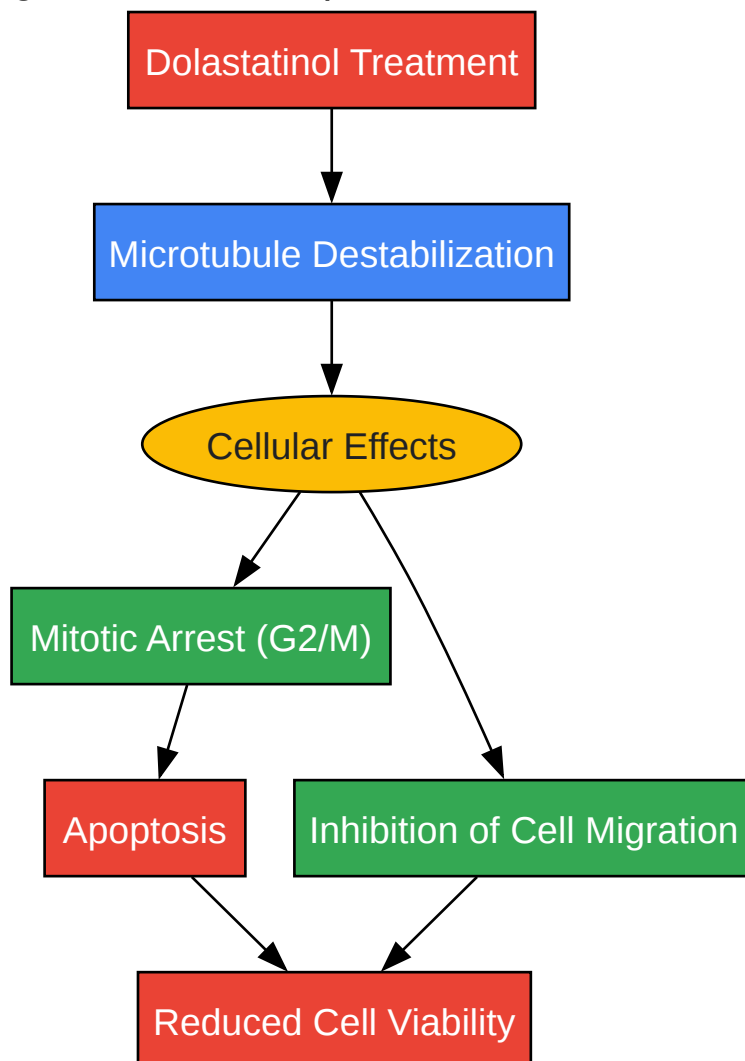 Dolastatinol Treatment
Microtubule Destabilization
Cellular Effects
Mitotic Arrest (G2/M)
Apoptosis
Inhibition of Cell Migration
Reduced Cell Viability